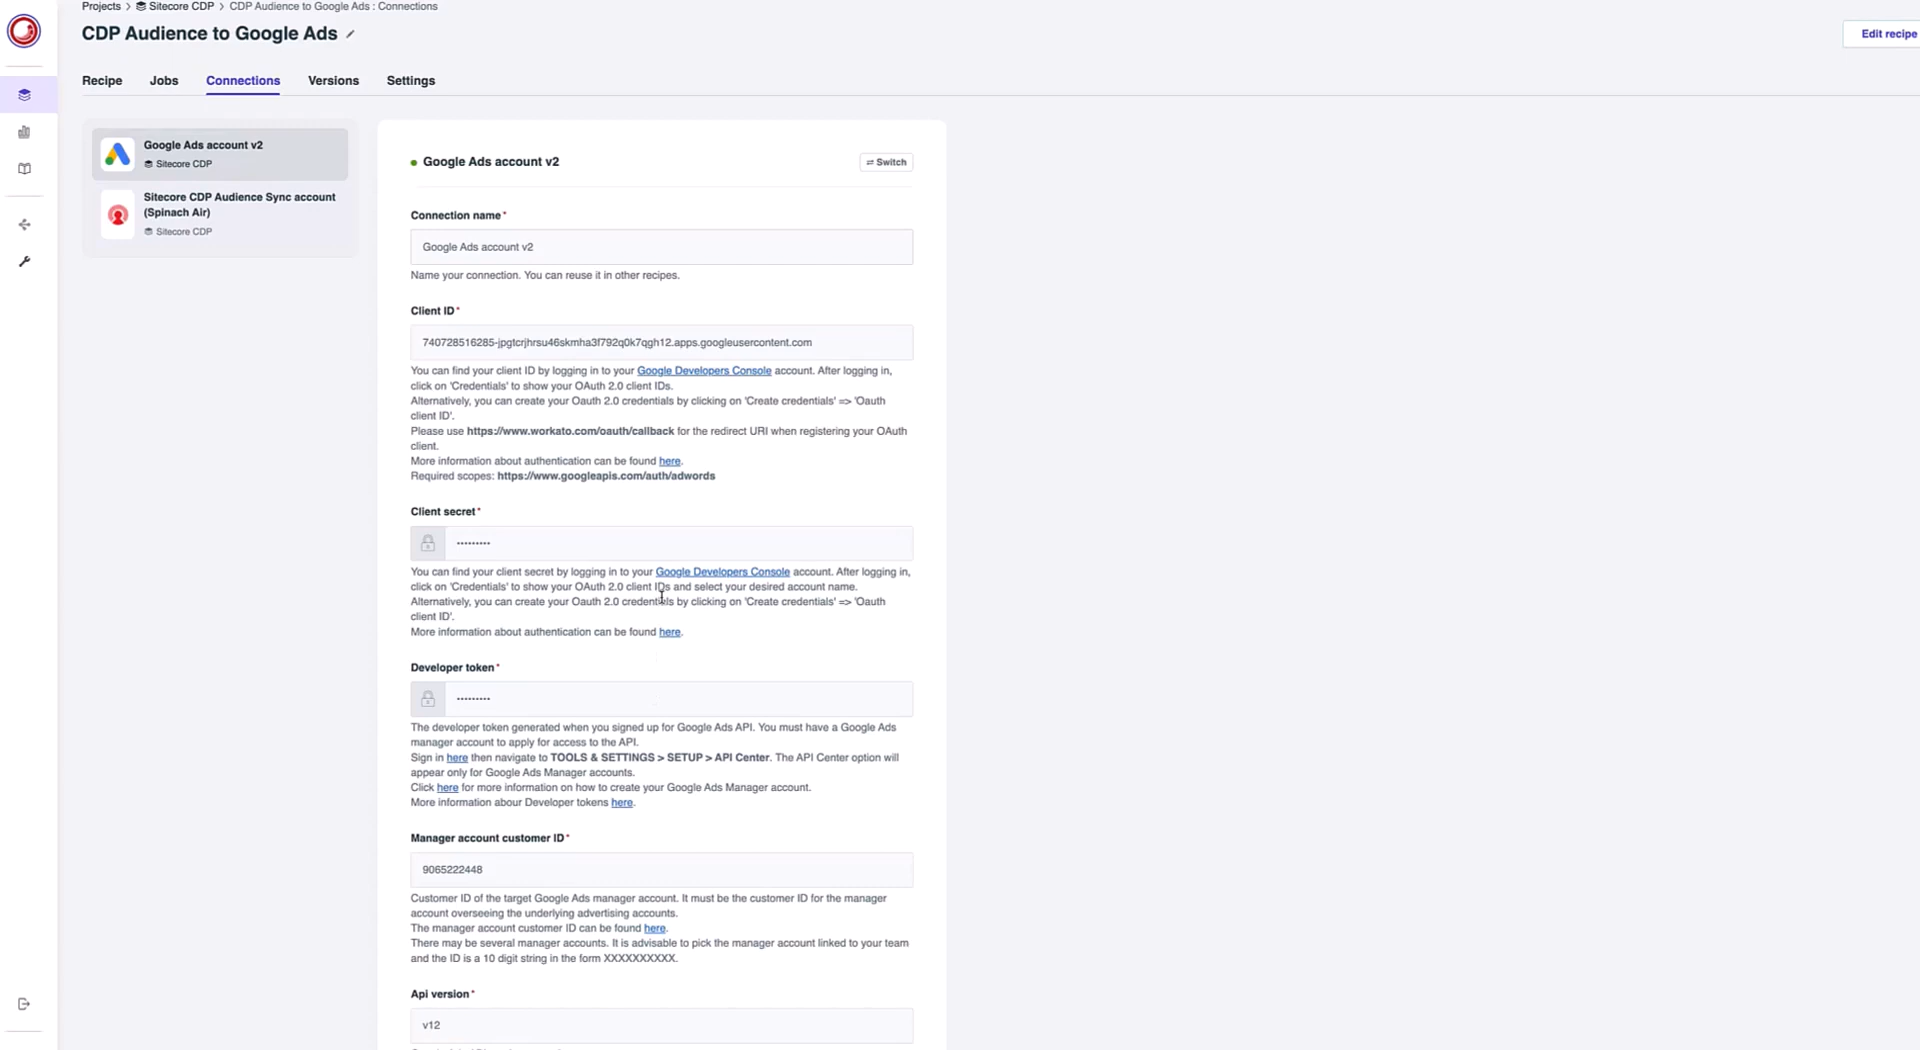 Projects > Sitecore CDP > CDP Audience to Google Ads : Connections
CDP Audience to Google Ads
Edit recipe
Recipe Jobs Connections Versions Settings
Google Ads account v2
Sitecore CDP
Sitecore CDP Audience Sync account
(Spinach Air)
Sitecore CDP
Google Ads account v2
Switch
Connection name*
Google Ads account v2
Name your connection. You can reuse it in other recipes.
Client ID*
740728516285-jpgtcrjhrsu46skmha3f792q0k7qgh12.apps.googleusercontent.com
You can find your client ID by logging in to your Google Developers Console account. After logging in,
click on 'Credentials' to show your OAuth 2.0 client IDs.
Alternatively, you can create your Oauth 2.0 credentials by clicking on 'Create credentials' => 'Oauth
client ID'.
Please use https://www.workato.com/oauth/callback for the redirect URI when registering your OAuth
client.
More information about authentication can be found here.
Required scopes: https://www.googleapis.com/auth/adwords
Client secret*
•••••••••
You can find your client secret by logging in to your Google Developers Console account. After logging in,
click on 'Credentials' to show your OAuth 2.0 client IDs and select your desired account name.
Alternatively, you can create your Oauth 2.0 credentials by clicking on 'Create credentials' => 'Oauth
client ID'.
More information about authentication can be found here.
Developer token*
•••••••••
The developer token generated when you signed up for Google Ads API. You must have a Google Ads
manager account to apply for access to the API.
Sign in here then navigate to TOOLS & SETTINGS > SETUP > API Center. The API Center option will
appear only for Google Ads Manager accounts.
Click here for more information on how to create your Google Ads Manager account.
More information abour Developer tokens here.
Manager account customer ID*
9065222448
Customer ID of the target Google Ads manager account. It must be the customer ID for the manager
account overseeing the underlying advertising accounts.
The manager account customer ID can be found here.
There may be several manager accounts. It is advisable to pick the manager account linked to your team
and the ID is a 10 digit string in the form XXXXXXXXXX.
Api version*
v12